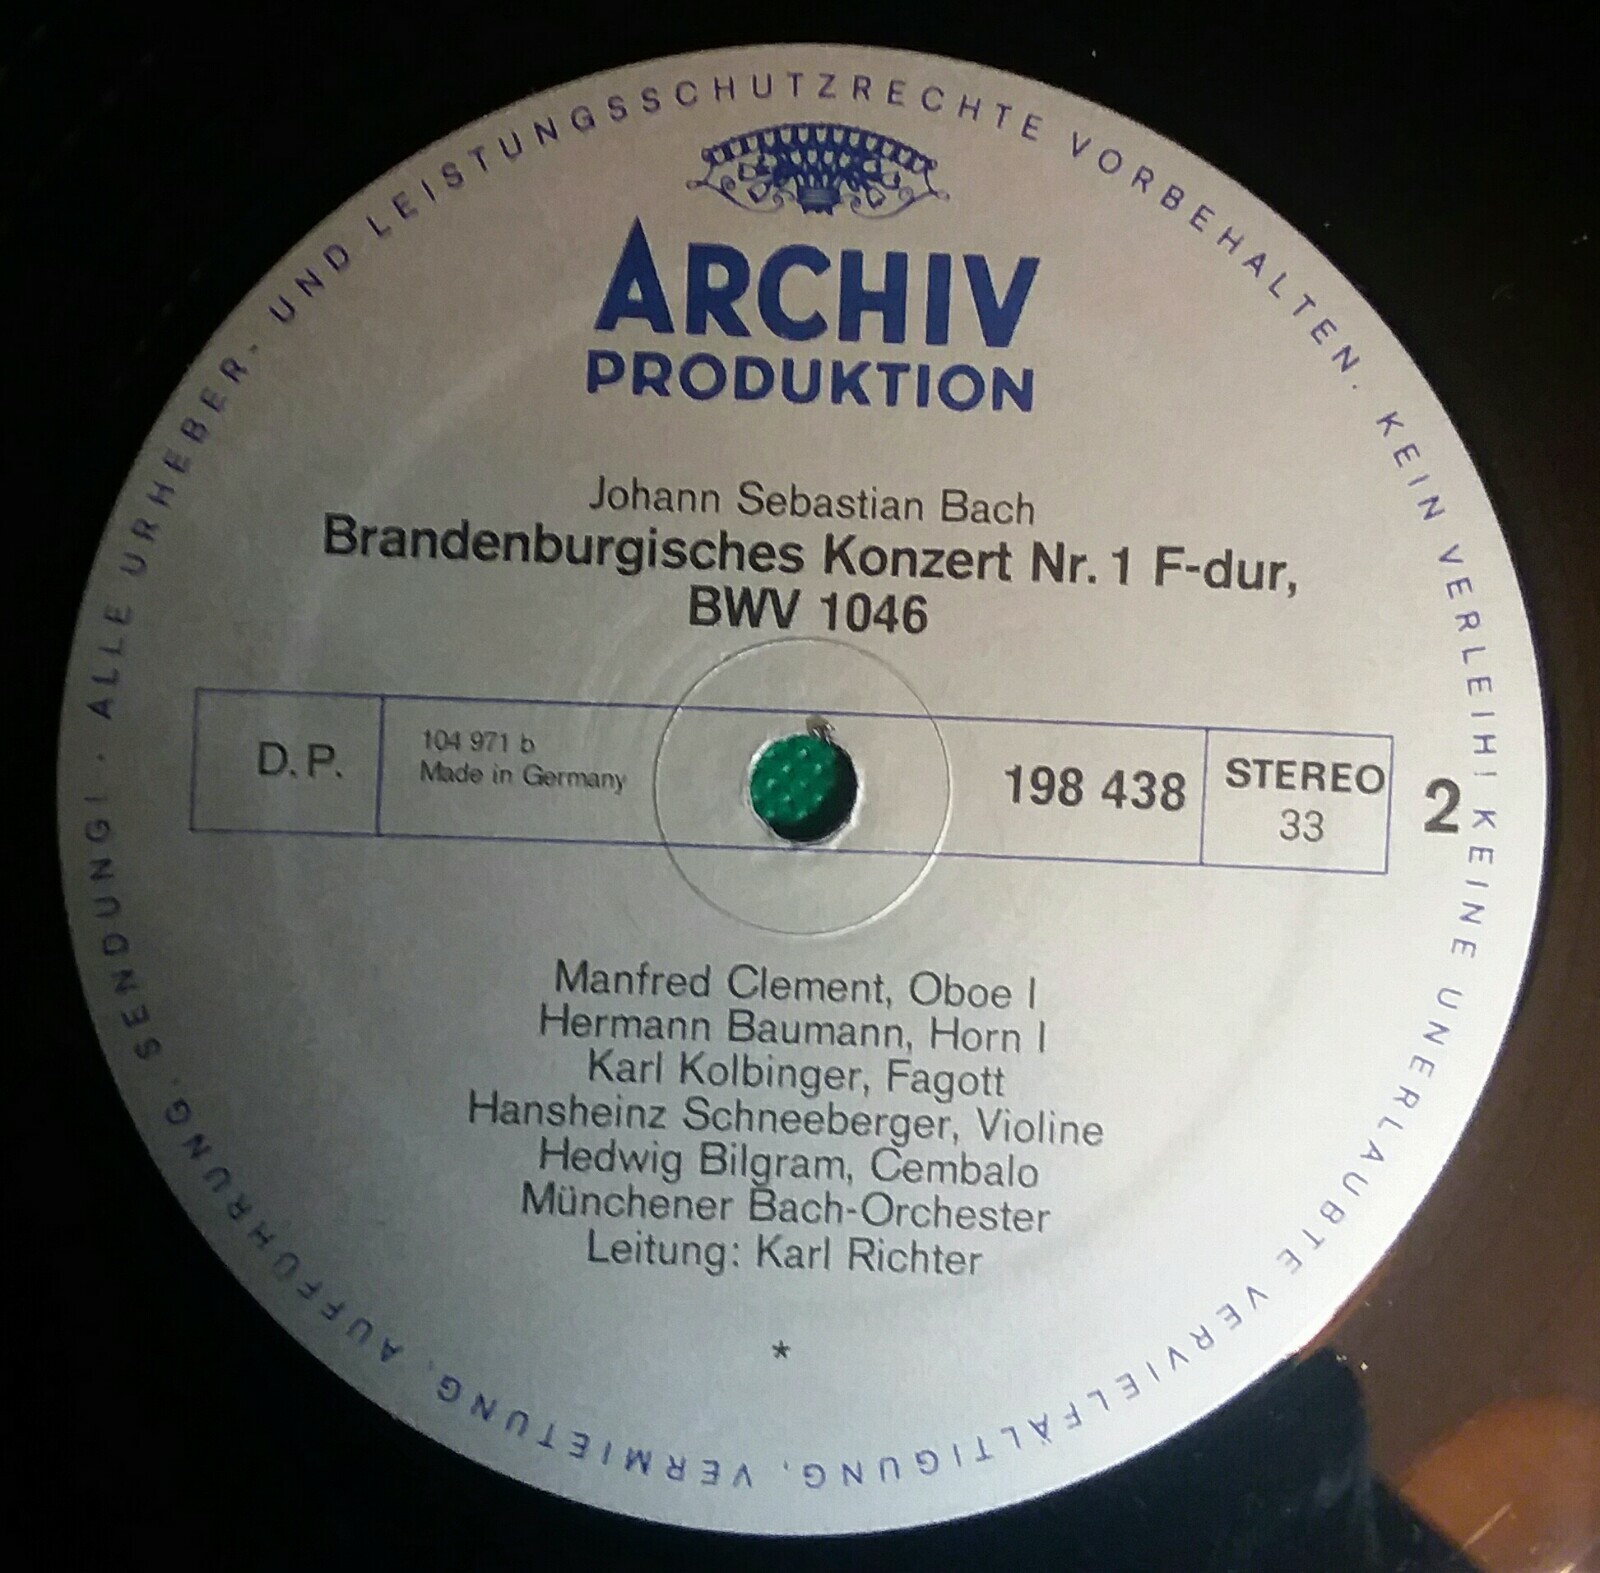 ALLE URHEBER- UND LEISTUNGSSCHUTZRECHTE VORBEHALTEN. KEIN VERLEIH! KEINE UNERLAUBTE VERVIELFÄLTIGUNG, VERMIETUNG, AUFFÜHRUNG, SENDUNG! ·
ARCHIV
PRODUKTION
Johann Sebastian Bach
Brandenburgisches Konzert Nr. 1 F-dur,
BWV 1046
D. P.
104 971 b
Made in Germany
198 438
STEREO
33
2
Manfred Clement, Oboe I
Hermann Baumann, Horn I
Karl Kolbinger, Fagott
Hansheinz Schneeberger, Violine
Hedwig Bilgram, Cembalo
Münchener Bach-Orchester
Leitung: Karl Richter
*